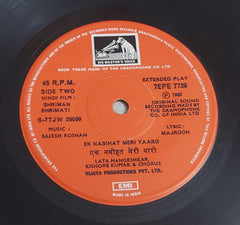 HIS MASTER'S VOICE
REGD. TRADE MARK OF THE GRAMOPHONE CO. LTD.
45 R.P.M.
SIDE TWO
HINDI FILM :
SHRIMAN
SHRIMATI
B-7TJW 29099
MUSIC :
RAJESH ROSHAN
EXTENDED PLAY
7EPE 7739
℗ 1982
ORIGINAL SOUND
RECORDING MADE BY
THE GRAMOPHONE
CO. OF INDIA LTD
LYRIC :
MAJROOH
EK NASIHAT MERI YAARO
एक नसीहत मेरी यारो
LATA MANGESHKAR,
KISHORE KUMAR & CHORUS
VIJAYA PRODUCTIONS PVT. LTD.
EMI
MADE IN INDIA